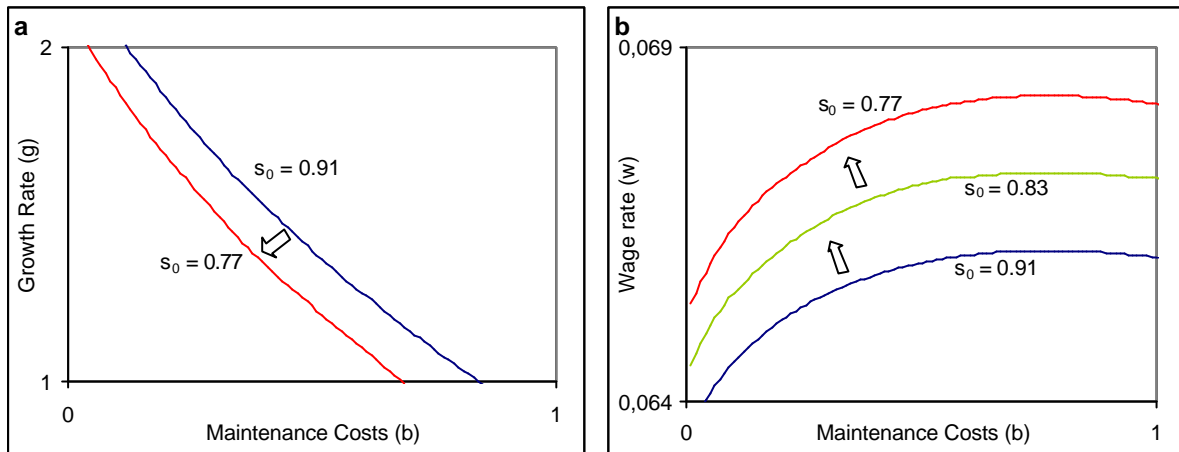 a
2
Growth Rate (g)
s₀ = 0.91
s₀ = 0.77
1
0
1
Maintenance Costs (b)
b
0,069
Wage rate (w)
s₀ = 0.77
s₀ = 0.83
s₀ = 0.91
0,064
0
1
Maintenance Costs (b)